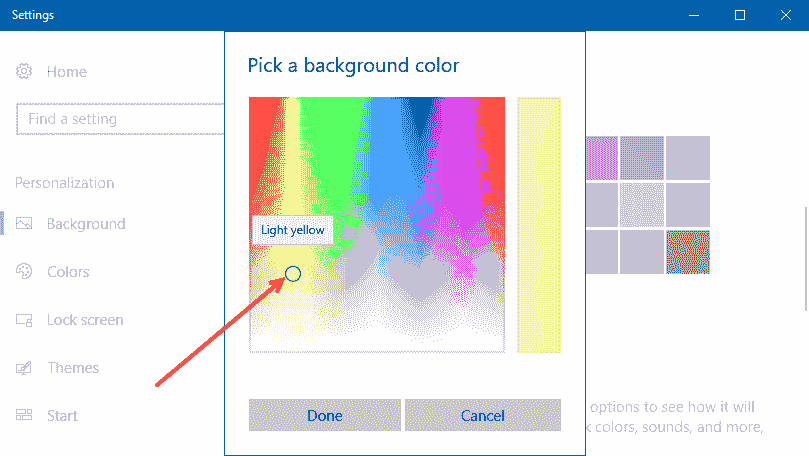 Settings
Home
Find a setting
Personalization
Background
Colors
Lock screen
Themes
Start
Pick a background color
Light yellow
Done
Cancel
options to see how it will
colors, sounds, and more,